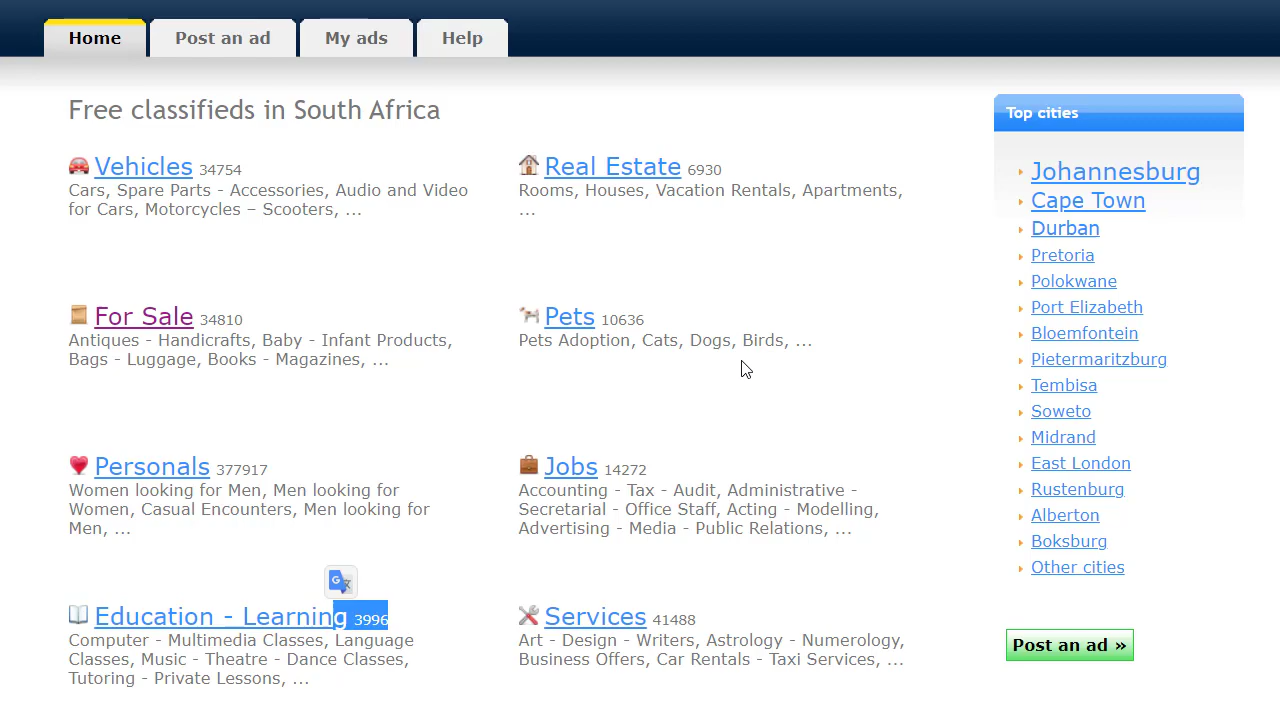 Home
Post an ad
My ads
Help
Free classifieds in South Africa
Vehicles 34754
Cars, Spare Parts - Accessories, Audio and Video
for Cars, Motorcycles – Scooters, ...
Real Estate 6930
Rooms, Houses, Vacation Rentals, Apartments,
...
For Sale 34810
Antiques - Handicrafts, Baby - Infant Products,
Bags - Luggage, Books - Magazines, ...
Pets 10636
Pets Adoption, Cats, Dogs, Birds, ...
Personals 377917
Women looking for Men, Men looking for
Women, Casual Encounters, Men looking for
Men, ...
Jobs 14272
Accounting - Tax - Audit, Administrative -
Secretarial - Office Staff, Acting - Modelling,
Advertising - Media - Public Relations, ...
Education - Learning 3996
Computer - Multimedia Classes, Language
Classes, Music - Theatre - Dance Classes,
Tutoring - Private Lessons, ...
Services 41488
Art - Design - Writers, Astrology - Numerology,
Business Offers, Car Rentals - Taxi Services, ...
Top cities
Johannesburg
Cape Town
Durban
Pretoria
Polokwane
Port Elizabeth
Bloemfontein
Pietermaritzburg
Tembisa
Soweto
Midrand
East London
Rustenburg
Alberton
Boksburg
Other cities
Post an ad »